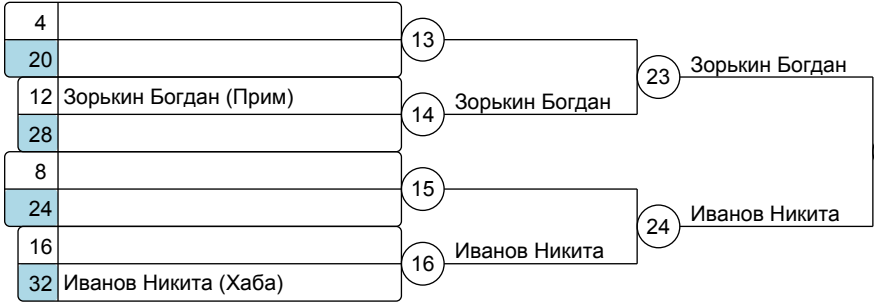 4
13
20
23 Зорькин Богдан
12 Зорькин Богдан (Прим)
14 Зорькин Богдан
28
8
15
24
24 Иванов Никита
16
16 Иванов Никита
32 Иванов Никита (Хаба)